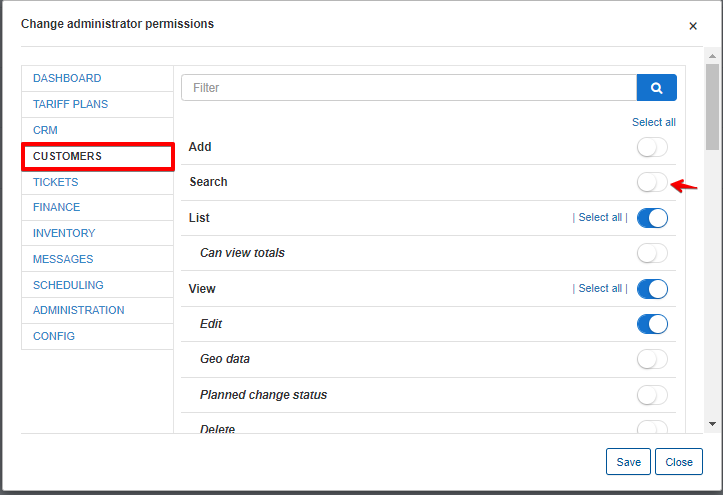 Change administrator permissions
×
DASHBOARD
TARIFF PLANS
CRM
CUSTOMERS
TICKETS
FINANCE
INVENTORY
MESSAGES
SCHEDULING
ADMINISTRATION
CONFIG
Filter
Select all
Add
Search
List | Select all |
Can view totals
View | Select all |
Edit
Geo data
Planned change status
Delete
Save Close